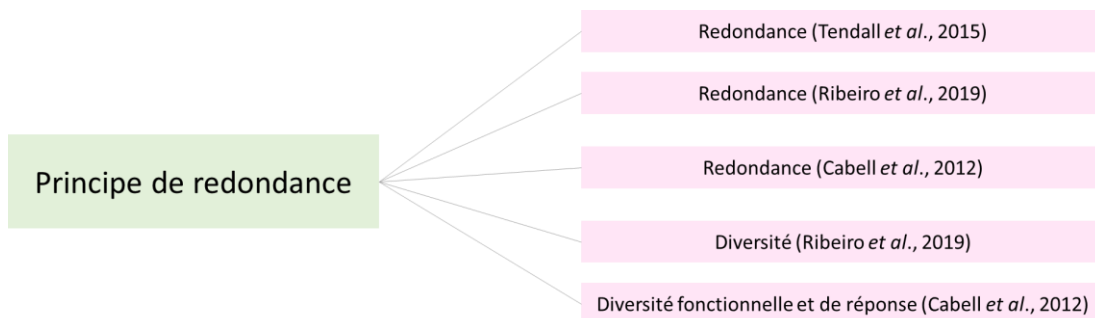 Redondance (Tendall et al., 2015)
Redondance (Ribeiro et al., 2019)
Principe de redondance
Redondance (Cabell et al., 2012)
Diversité (Ribeiro et al., 2019)
Diversité fonctionnelle et de réponse (Cabell et al., 2012)